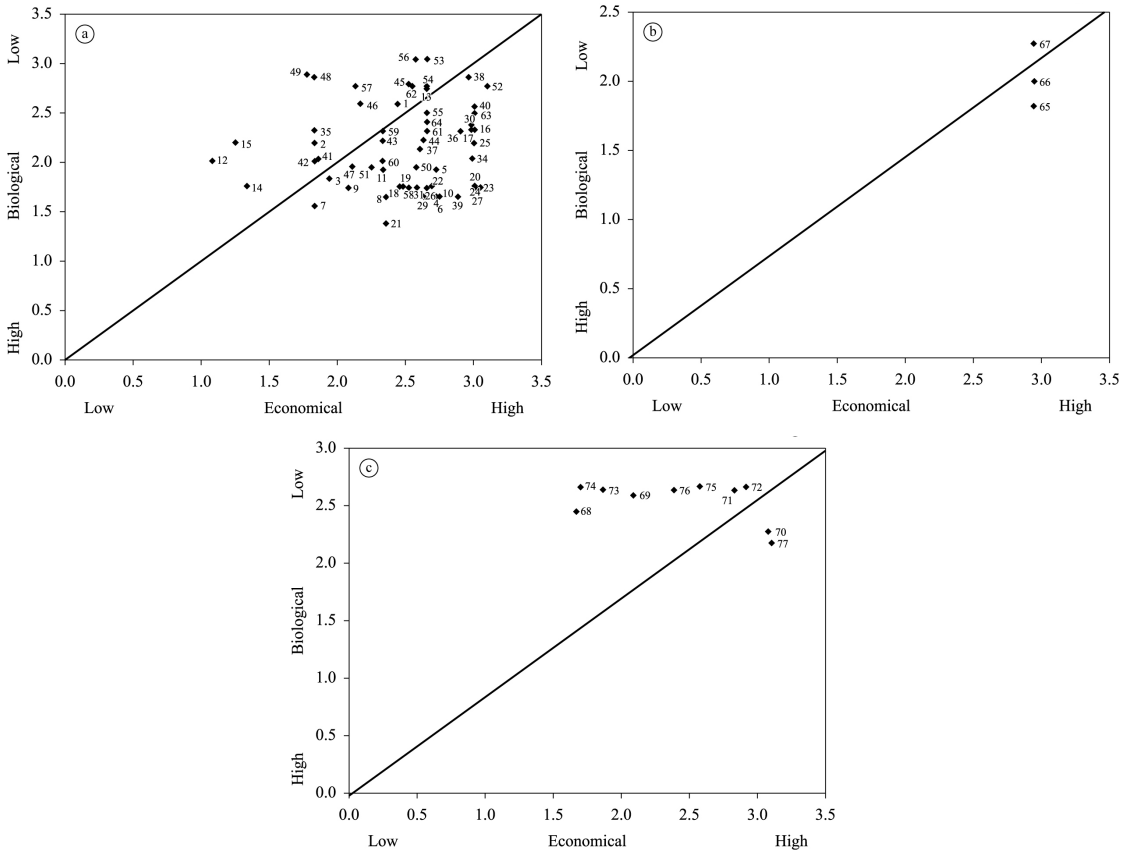 a
3.5
3.0
2.5
2.0
1.5
1.0
0.5
0.0
Low
Biological
High
56 53
49 48 57 45 54 38 52
62 13
46 1 55 40
63
35 59 64 30
61 36 17 16
15 2 43 44 25
37
12 42 41 60 50 34
47 51 11 5
3 19 22 20
14 9 18 58 31 26 24 23
8 29 4 10 39 27
7 6
21
0.0 0.5 1.0 1.5 2.0 2.5 3.0 3.5
Low Economical High
b
2.5
2.0
1.5
1.0
0.5
0.0
Low
Biological
High
67
66
65
0.0 0.5 1.0 1.5 2.0 2.5 3.0 3.5
Low Economical High
c
3.0
2.5
2.0
1.5
1.0
0.5
0.0
Low
Biological
High
74 73 69 76 75 72
71
68
70
77
0.0 0.5 1.0 1.5 2.0 2.5 3.0 3.5
Low Economical High